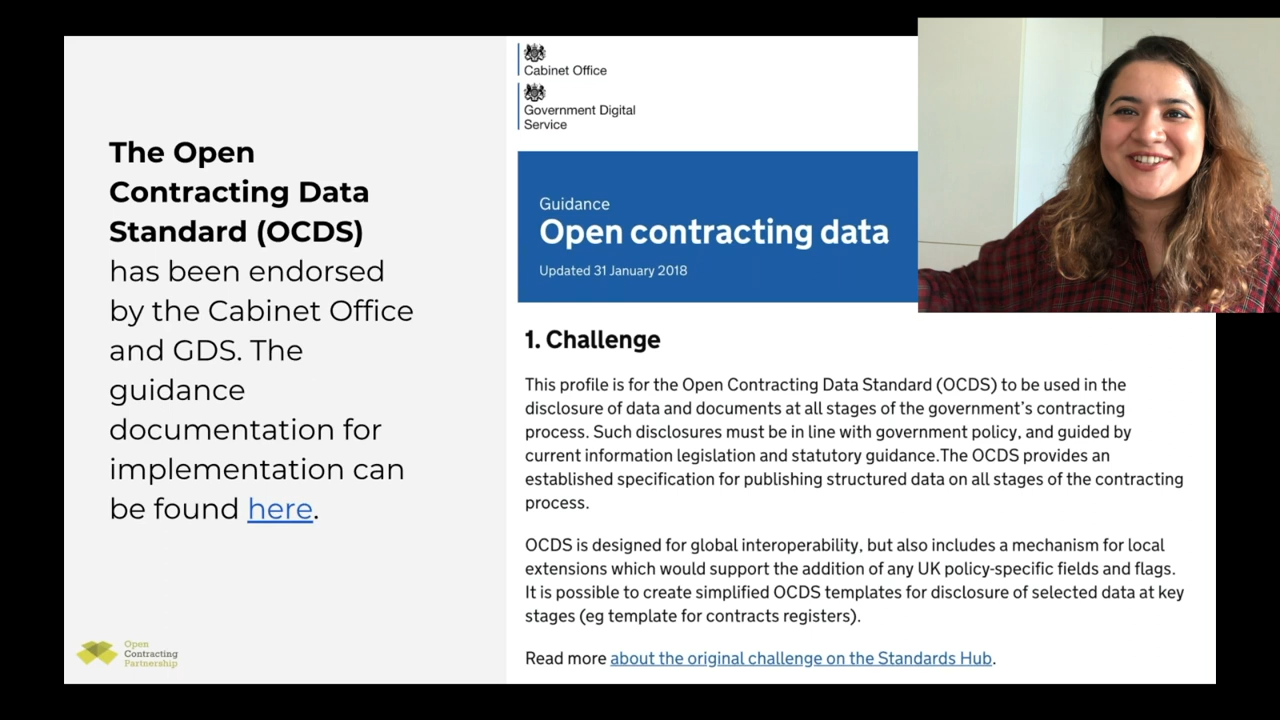 The Open
Contracting Data
Standard (OCDS)
has been endorsed
by the Cabinet Office
and GDS. The
guidance
documentation for
implementation can
be found here.
Open
Contracting
Partnership
Cabinet Office
Government Digital
Service
Guidance
Open contracting data
Updated 31 January 2018
1. Challenge
This profile is for the Open Contracting Data Standard (OCDS) to be used in the
disclosure of data and documents at all stages of the government’s contracting
process. Such disclosures must be in line with government policy, and guided by
current information legislation and statutory guidance.The OCDS provides an
established specification for publishing structured data on all stages of the contracting
process.
OCDS is designed for global interoperability, but also includes a mechanism for local
extensions which would support the addition of any UK policy-specific fields and flags.
It is possible to create simplified OCDS templates for disclosure of selected data at key
stages (eg template for contracts registers).
Read more about the original challenge on the Standards Hub.